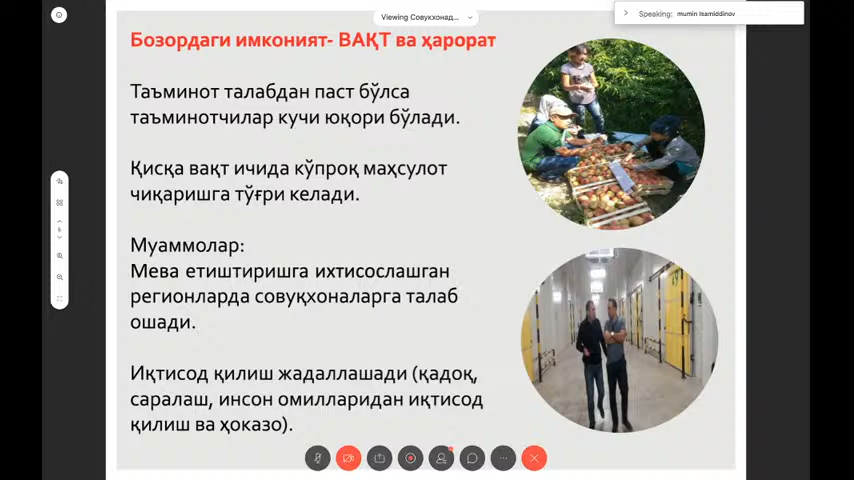 Viewing Совукхонад...
Speaking: mumin Isamiddinov
Бозордаги имконият- ВАҚТ ва ҳарорат
Таъминот талабдан паст бўлса
таъминотчилар кучи юқори бўлади.
Қисқа вақт ичида кўпроқ маҳсулот
чиқаришга тўғри келади.
Муаммолар:
Мева етиштиришга ихтисослашган
регионларда совуқхоналарга талаб
ошади.
Иқтисод қилиш жадаллашади (қадоқ,
саралаш, инсон омилларидан иқтисод
қилиш ва ҳоказо).